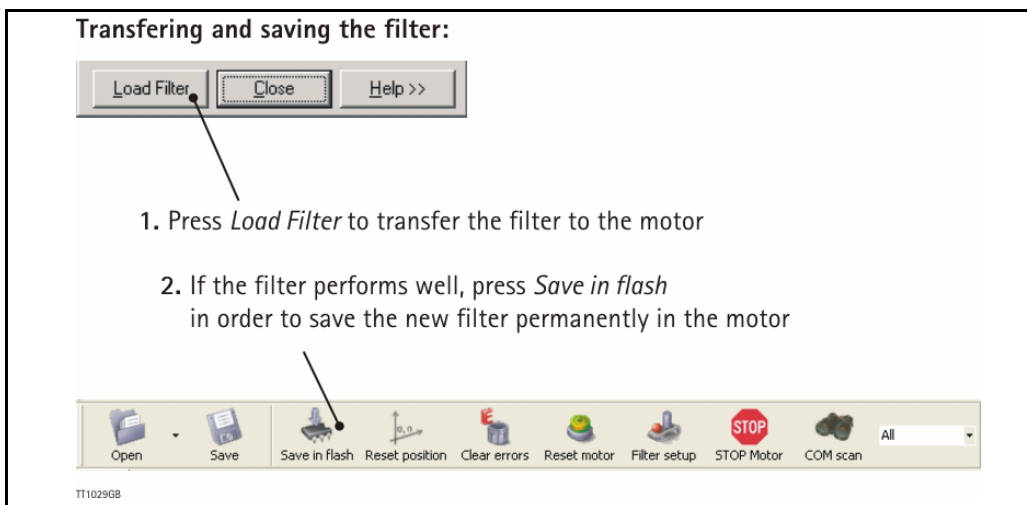 Transfering and saving the filter:
Load Filter Close Help >>
1. Press Load Filter to transfer the filter to the motor
2. If the filter performs well, press Save in flash
in order to save the new filter permanently in the motor
E
0,0
STOP
All
Open Save Save in flash Reset position Clear errors Reset motor Filter setup STOP Motor COM scan
TT1029GB